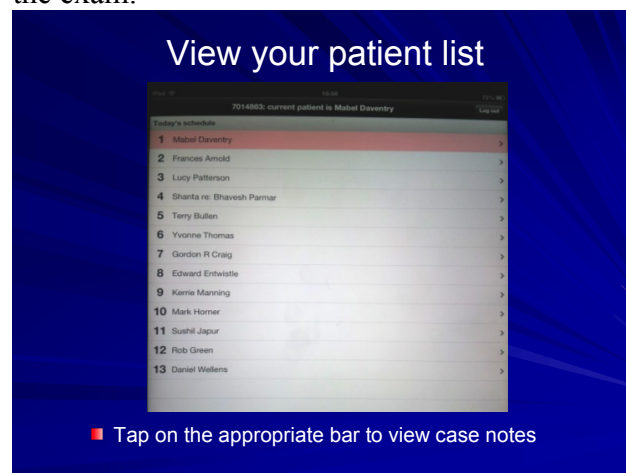 the exam.
View your patient list
iPad
15:09
7014863: current patient is Mabel Daventry
Log out
Today's schedule
1 Mabel Daventry
2 Frances Arnold
3 Lucy Patterson
4 Shanta re: Bhavesh Parmar
5 Terry Bullen
6 Yvonne Thomas
7 Gordon R Craig
8 Edward Entwistle
9 Kerrie Manning
10 Mark Horner
11 Sushil Japur
12 Rob Green
13 Daniel Wellens
Tap on the appropriate bar to view case notes